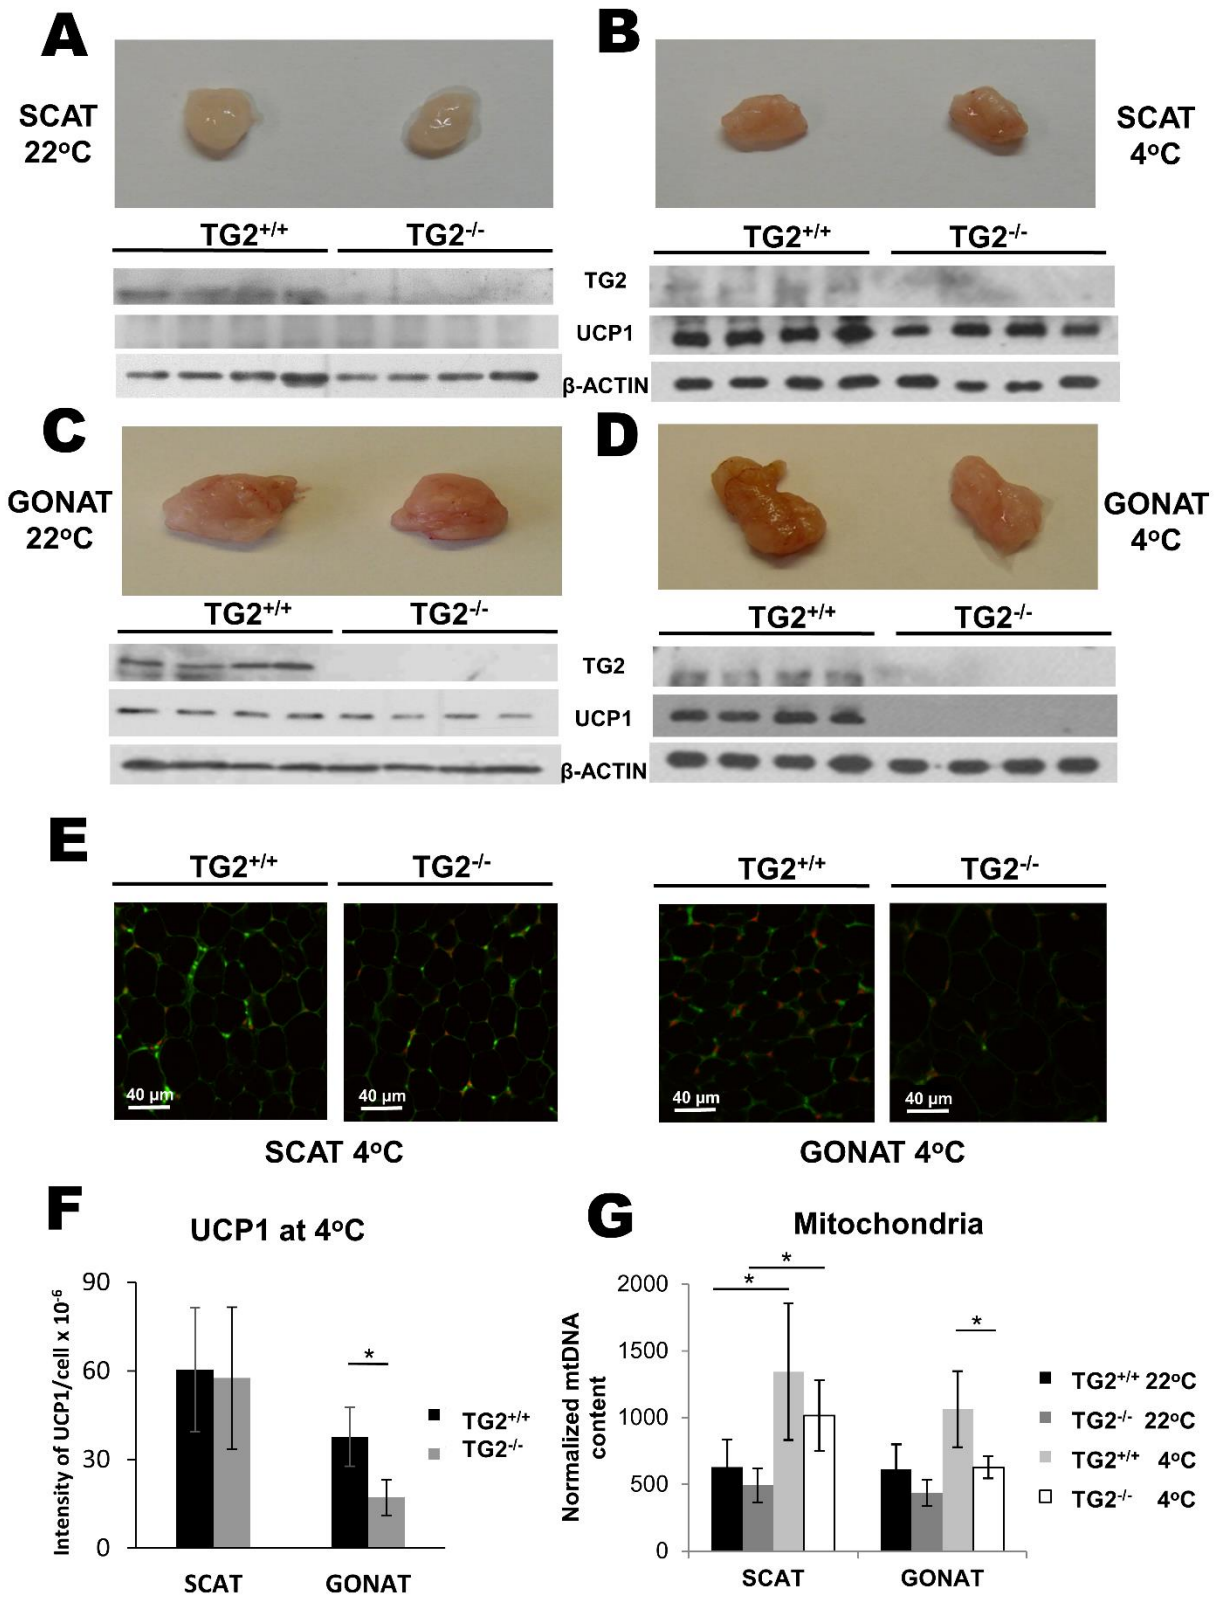 A
B
SCAT
22°C
SCAT
4°C
TG2+/+
TG2-/-
TG2+/+
TG2-/-
TG2
UCP1
β-ACTIN
C
D
GONAT
22°C
GONAT
4°C
TG2+/+
TG2-/-
TG2+/+
TG2-/-
TG2
UCP1
β-ACTIN
E
TG2+/+
TG2-/-
TG2+/+
TG2-/-
40 µm
40 µm
40 µm
40 µm
SCAT 4°C
GONAT 4°C
F
UCP1 at 4°C
Intensity of UCP1/cell x 10-6
90
60
30
0
*
SCAT
GONAT
TG2+/+
TG2-/-
G
Mitochondria
Normalized mtDNA
content
2000
1500
1000
500
0
*
*
*
SCAT
GONAT
TG2+/+ 22°C
TG2-/- 22°C
TG2+/+ 4°C
TG2-/- 4°C